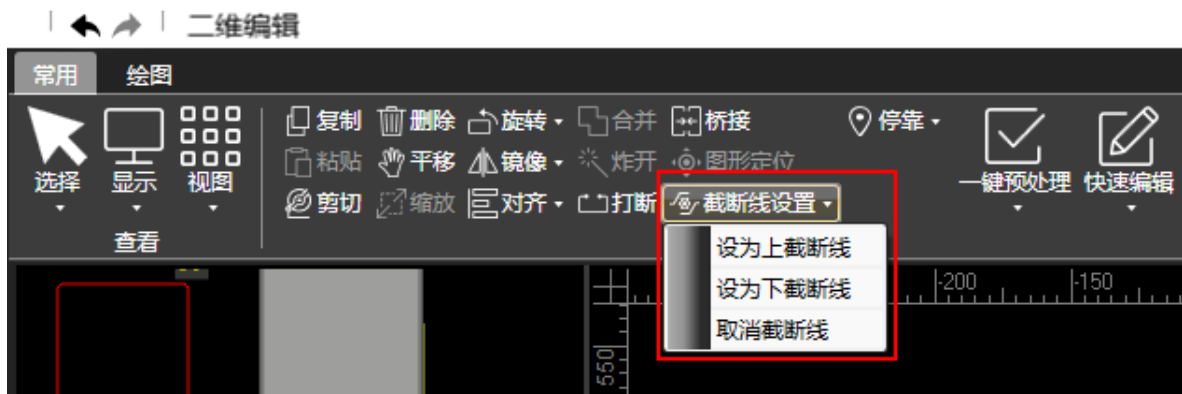 二维编辑
常用 绘图
复制 删除 旋转 合并 桥接 停靠
粘贴 平移 镜像 炸开 图形定位
选择 显示 视图 一键预处理 快速编辑
剪切 缩放 对齐 打断 截断线设置
查看
设为上截断线
设为下截断线
取消截断线
-200 -150
550